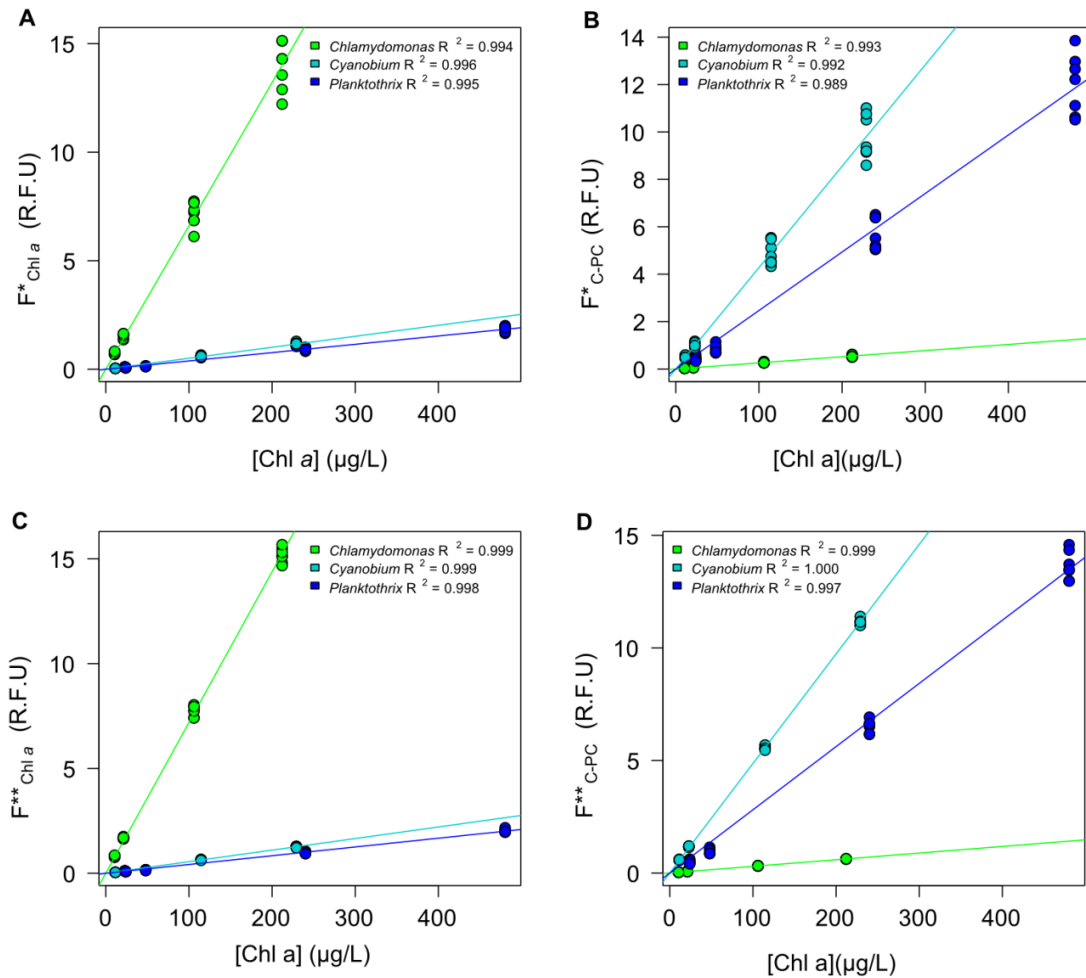 A
Chlamydomonas R 2 = 0.994
Cyanobium R 2 = 0.996
Planktothrix R 2 = 0.995
15
10
5
0
F*Chl a (R.F.U)
0 100 200 300 400
[Chl a] (µg/L)
B
Chlamydomonas R 2 = 0.993
Cyanobium R 2 = 0.992
Planktothrix R 2 = 0.989
14
12
10
8
6
4
2
0
F*C-PC (R.F.U)
0 100 200 300 400
[Chl a](µg/L)
C
Chlamydomonas R 2 = 0.999
Cyanobium R 2 = 0.999
Planktothrix R 2 = 0.998
15
10
5
0
F**Chl a (R.F.U)
0 100 200 300 400
[Chl a] (µg/L)
D
Chlamydomonas R 2 = 0.999
Cyanobium R 2 = 1.000
Planktothrix R 2 = 0.997
15
10
5
0
F**C-PC (R.F.U)
0 100 200 300 400
[Chl a](µg/L)